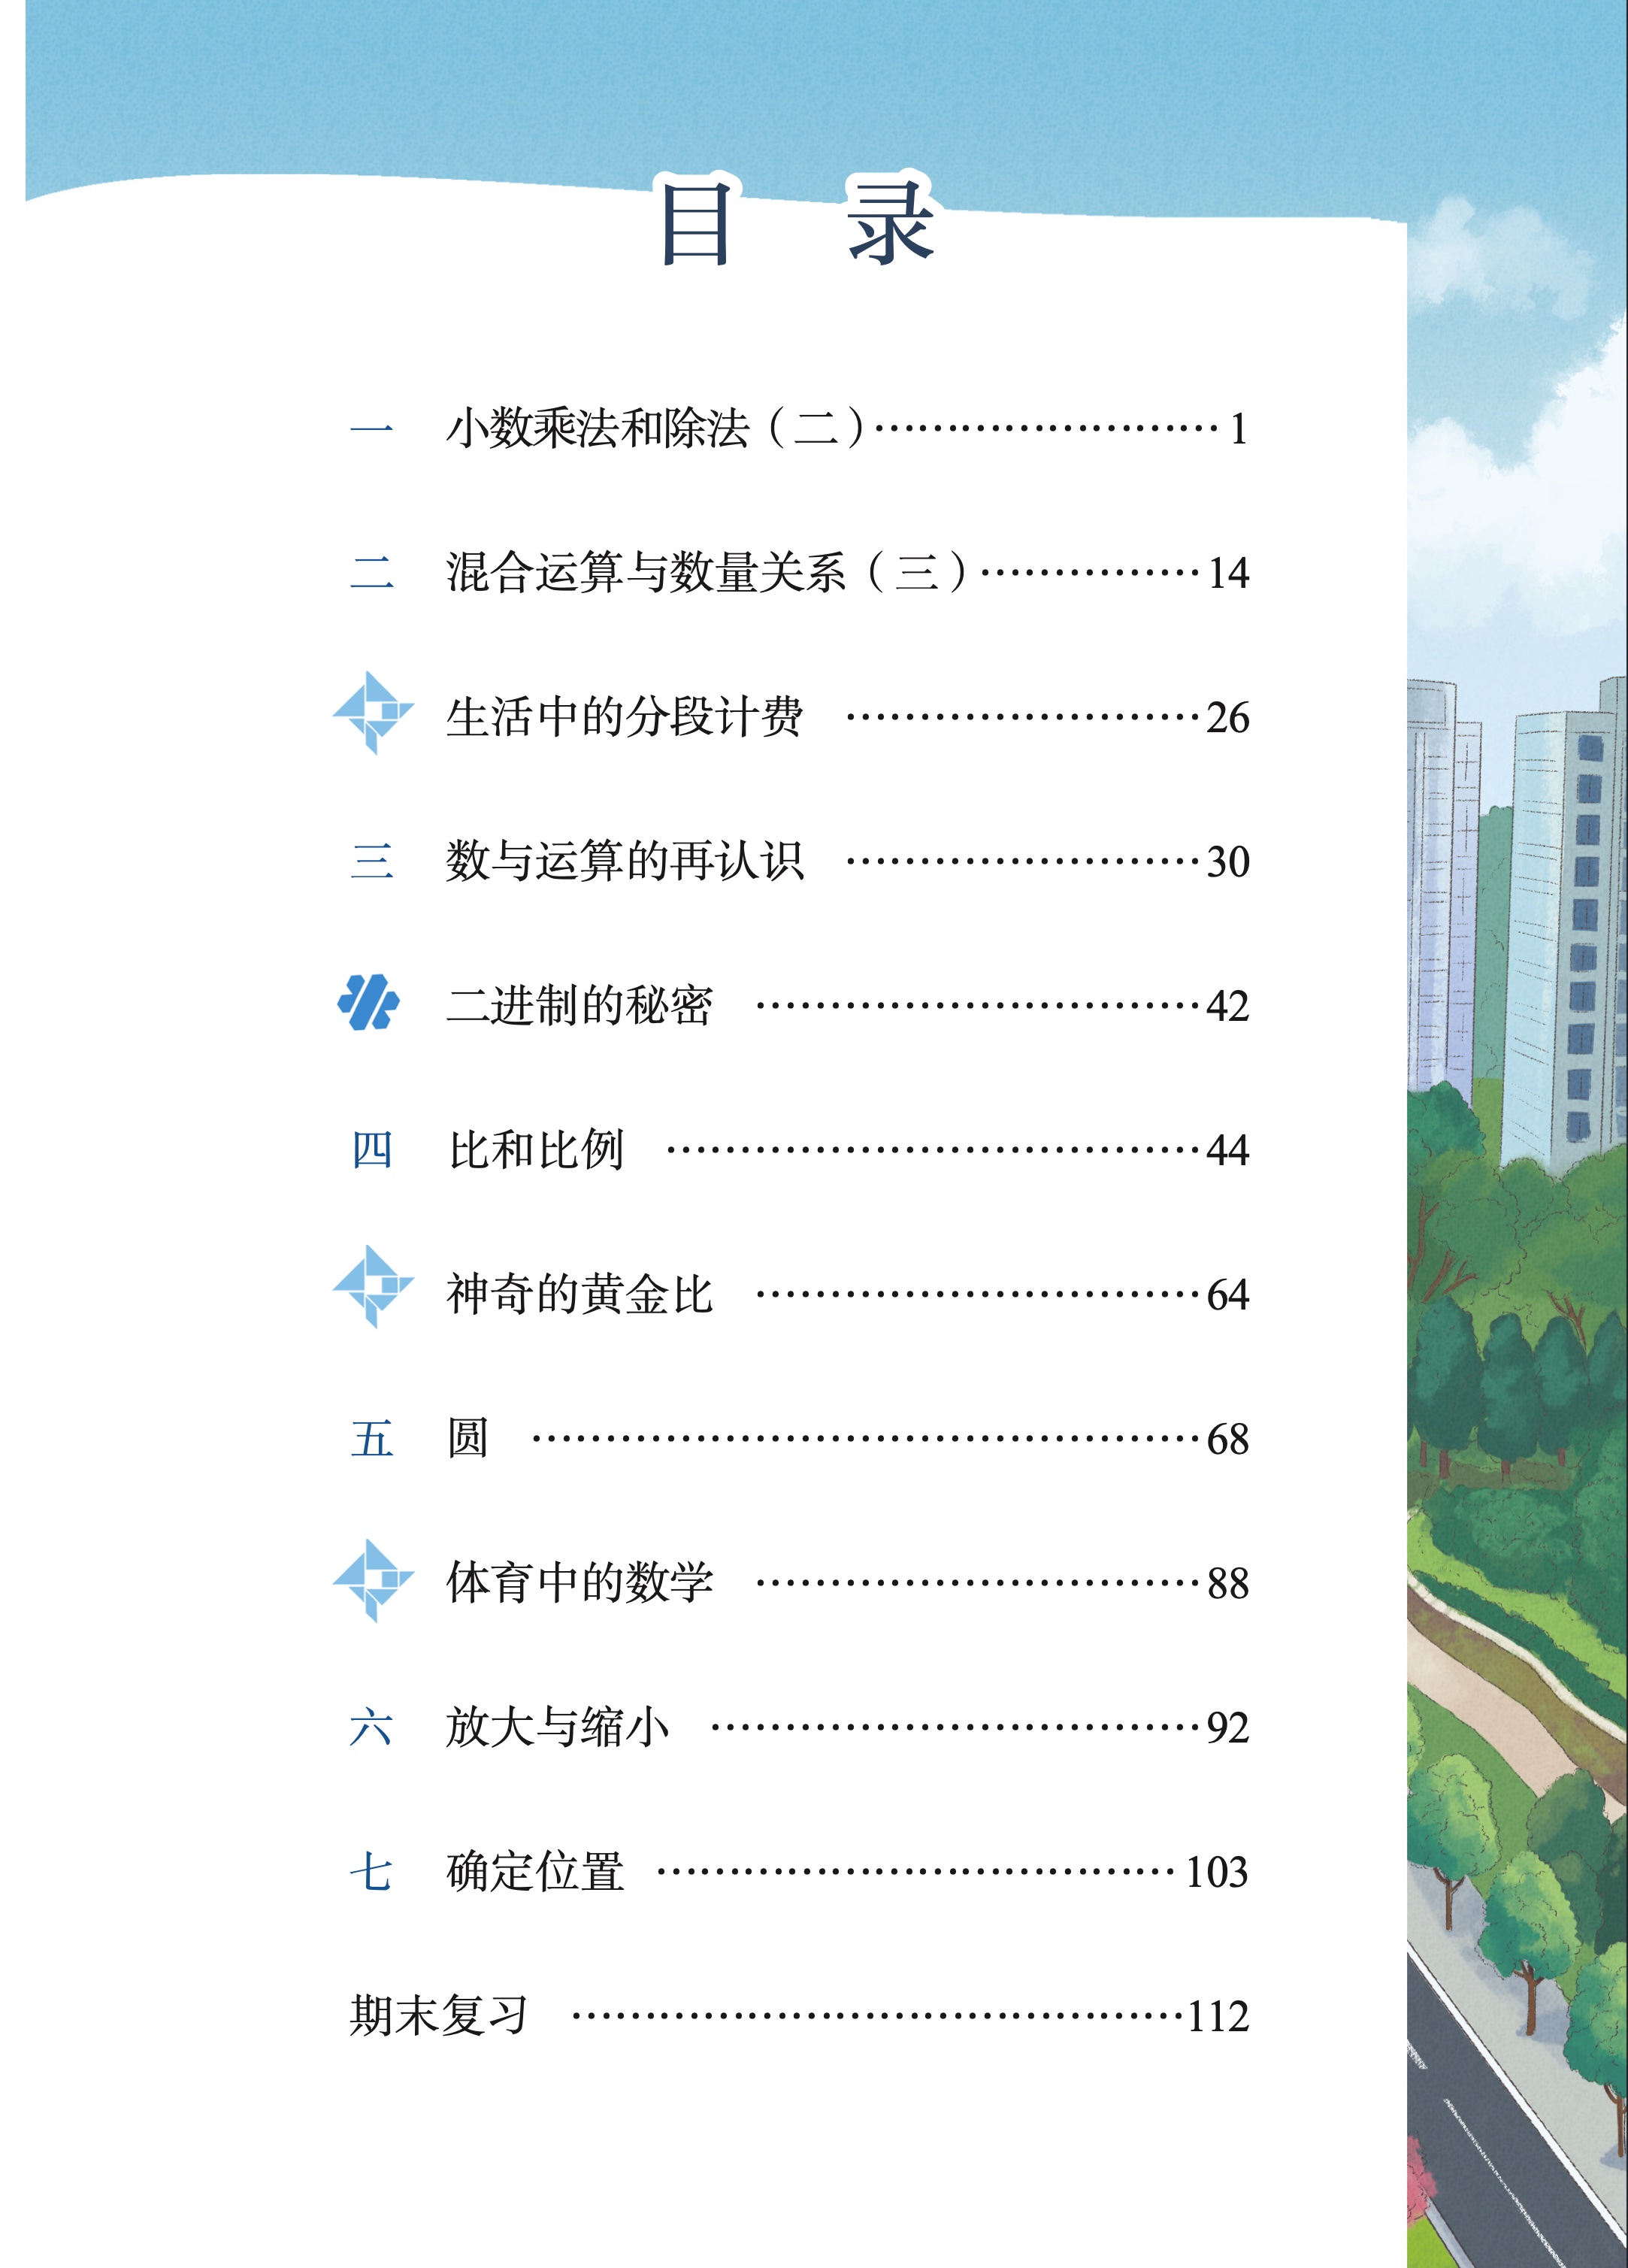 目 录
一 小数乘法和除法（二）……………………1
二 混合运算与数量关系（三）……………14
生活中的分段计费 ……………………26
三 数与运算的再认识 ……………………30
二进制的秘密 ……………………………42
四 比和比例 …………………………………44
神奇的黄金比 ……………………………64
五 圆 …………………………………………68
体育中的数学 ……………………………88
六 放大与缩小 ………………………………92
七 确定位置 …………………………………103
期末复习 ………………………………………112